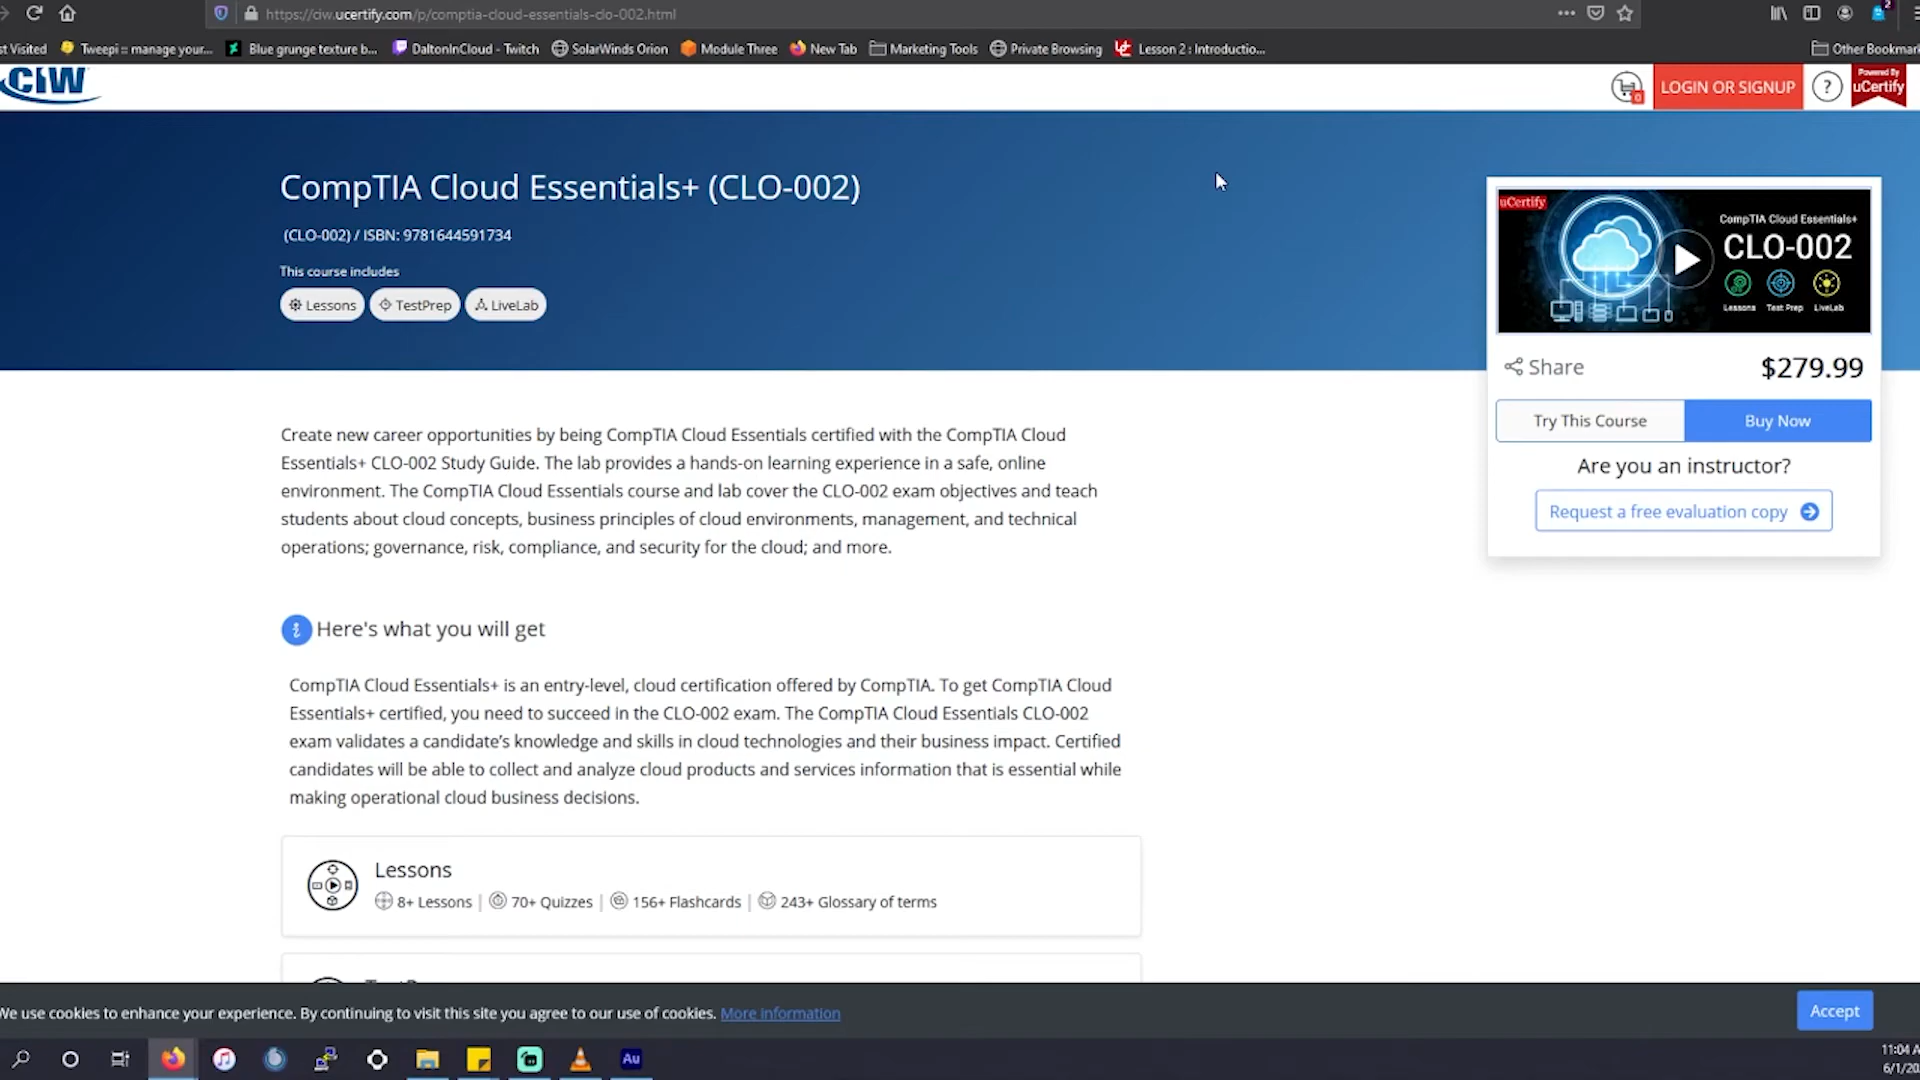 https://ciw.ucertify.com/p/comptia-cloud-essentials-clo-002.html
2
st Visited
Tweepi :: manage your...
Blue grunge texture b...
DaltonInCloud - Twitch
SolarWinds Orion
Module Three
New Tab
Marketing Tools
Private Browsing
Lesson 2 : Introductio...
Other Bookmar
CIW
0
LOGIN OR SIGNUP
?
Powered By
uCertify
CompTIA Cloud Essentials+ (CLO-002)
(CLO-002) / ISBN: 9781644591734
This course includes
Lessons
TestPrep
LiveLab
uCertify
CompTIA Cloud Essentials+
CLO-002
Lessons
Test Prep
LiveLab
Share
$279.99
Try This Course
Buy Now
Are you an instructor?
Request a free evaluation copy
Create new career opportunities by being CompTIA Cloud Essentials certified with the CompTIA Cloud
Essentials+ CLO-002 Study Guide. The lab provides a hands-on learning experience in a safe, online
environment. The CompTIA Cloud Essentials course and lab cover the CLO-002 exam objectives and teach
students about cloud concepts, business principles of cloud environments, management, and technical
operations; governance, risk, compliance, and security for the cloud; and more.
Here's what you will get
CompTIA Cloud Essentials+ is an entry-level, cloud certification offered by CompTIA. To get CompTIA Cloud
Essentials+ certified, you need to succeed in the CLO-002 exam. The CompTIA Cloud Essentials CLO-002
exam validates a candidate's knowledge and skills in cloud technologies and their business impact. Certified
candidates will be able to collect and analyze cloud products and services information that is essential while
making operational cloud business decisions.
Lessons
8+ Lessons | 70+ Quizzes | 156+ Flashcards | 243+ Glossary of terms
We use cookies to enhance your experience. By continuing to visit this site you agree to our use of cookies. More information
Accept
Au
11:04 A
6/1/20